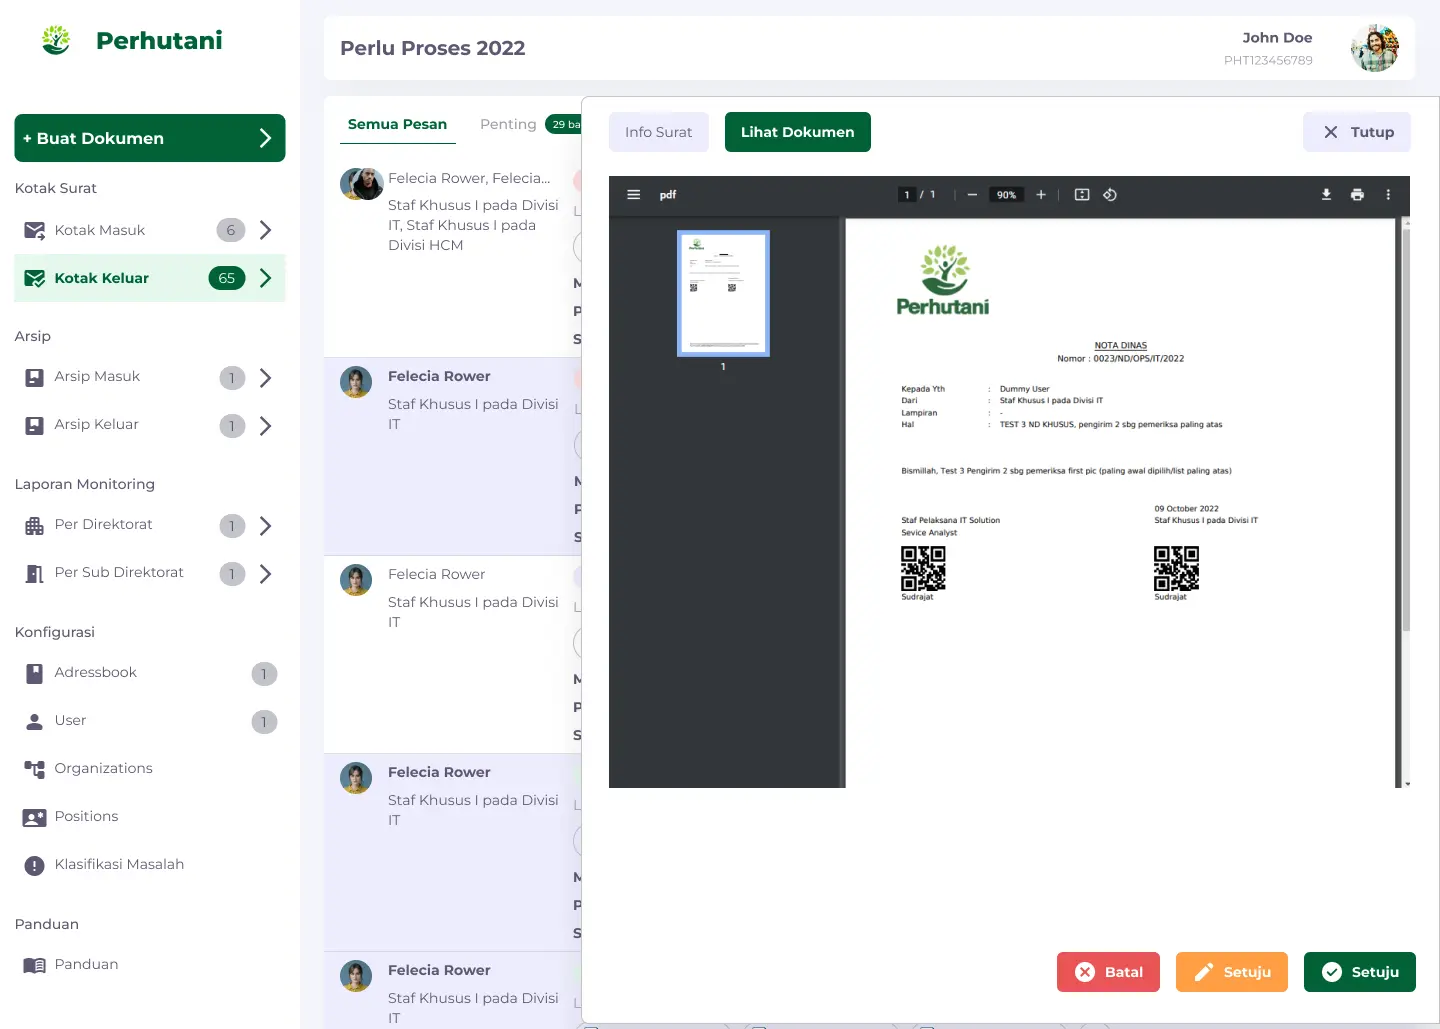 Perhutani
+ Buat Dokumen
Kotak Surat
Kotak Masuk 6
Kotak Keluar 65
Arsip
Arsip Masuk 1
Arsip Keluar 1
Laporan Monitoring
Per Direktorat 1
Per Sub Direktorat 1
Konfigurasi
Adressbook 1
User 1
Organizations
Positions
Klasifikasi Masalah
Panduan
Panduan
Perlu Proses 2022
John Doe
PHT123456789
Semua Pesan Penting 29 ba
Felecia Rower, Felecia...
Staf Khusus I pada Divisi
IT, Staf Khusus I pada
Divisi HCM
L
M
P
S
Felecia Rower
Staf Khusus I pada Divisi
IT
L
M
P
S
Felecia Rower
Staf Khusus I pada Divisi
IT
L
M
P
S
Felecia Rower
Staf Khusus I pada Divisi
IT
L
M
P
S
Felecia Rower
Staf Khusus I pada Divisi
IT
L
Info Surat Lihat Dokumen Tutup
pdf 1 / 1 90%
1
Perhutani
NOTA DINAS
Nomor : 0023/ND/OPS/IT/2022
Kepada Yth : Dummy User
Dari : Staf Khusus I pada Divisi IT
Lampiran : -
Hal : TEST 3 ND KHUSUS, pengirim 2 sbg pemeriksa paling atas
Bismillah, Test 3 Pengirim 2 sbg pemeriksa first pic (paling awal dipilih/list paling atas)
09 October 2022
Staf Pelaksana IT Solution Staf Khusus I pada Divisi IT
Sevice Analyst
Sudrajat Sudrajat
Batal Setuju Setuju